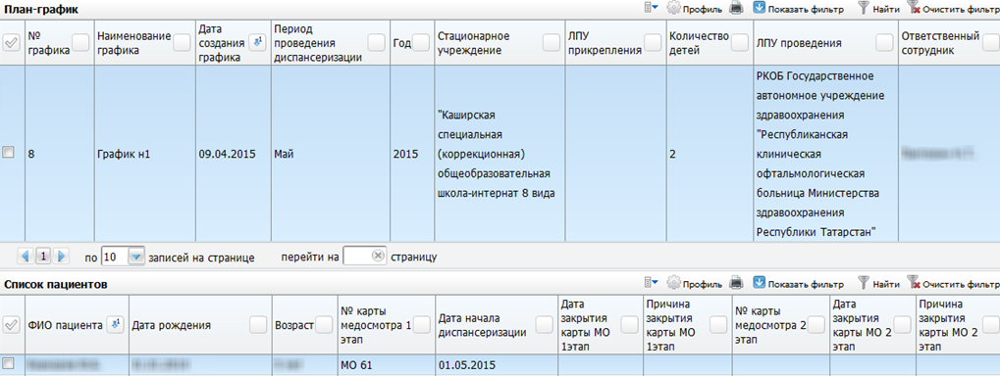 План-график
Профиль
Показать фильтр
Найти
Очистить фильтр
№ графика
Наименование графика
Дата создания графика
Период проведения диспансеризации
Год
Стационарное учреждение
ЛПУ прикрепления
Количество детей
ЛПУ проведения
Ответственный сотрудник
8
График н1
09.04.2015
Май
2015
"Каширская
специальная
(коррекционная)
общеобразовательная
школа-интернат 8 вида
2
РКОБ Государственное
автономное учреждение
здравоохранения
"Республиканская
клиническая
офтальмологическая
больница Министерства
здравоохранения
Республики Татарстан"
1 по 10 записей на странице перейти на страницу
Список пациентов
Профиль
Показать фильтр
Найти
Очистить фильтр
ФИО пациента
Дата рождения
Возраст
№ карты медосмотра 1 этап
Дата начала диспансеризации
Дата закрытия карты МО 1этап
Причина закрытия карты МО 1этап
№ карты медосмотра 2 этап
Дата закрытия карты МО 2 этап
Причина закрытия карты МО 2 этап
МО 61
01.05.2015